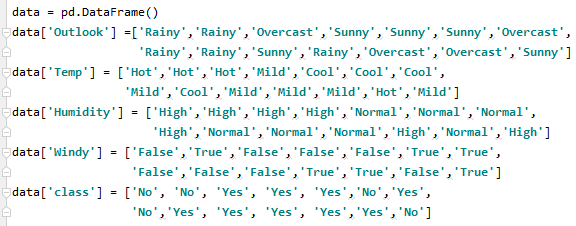 data = pd.DataFrame()
data['Outlook'] =['Rainy','Rainy','Overcast','Sunny','Sunny','Sunny','Overcast',
'Rainy','Rainy','Sunny','Rainy','Overcast','Overcast','Sunny']
data['Temp'] = ['Hot','Hot','Hot','Mild','Cool','Cool','Cool',
'Mild','Cool','Mild','Mild','Mild','Hot','Mild']
data['Humidity'] = ['High','High','High','High','Normal','Normal','Normal',
'High','Normal','Normal','Normal','High','Normal','High']
data['Windy'] = ['False','True','False','False','False','True','True',
'False','False','False','True','True','False','True']
data['class'] = ['No', 'No', 'Yes', 'Yes', 'Yes','No','Yes',
'No','Yes', 'Yes', 'Yes', 'Yes','Yes','No']